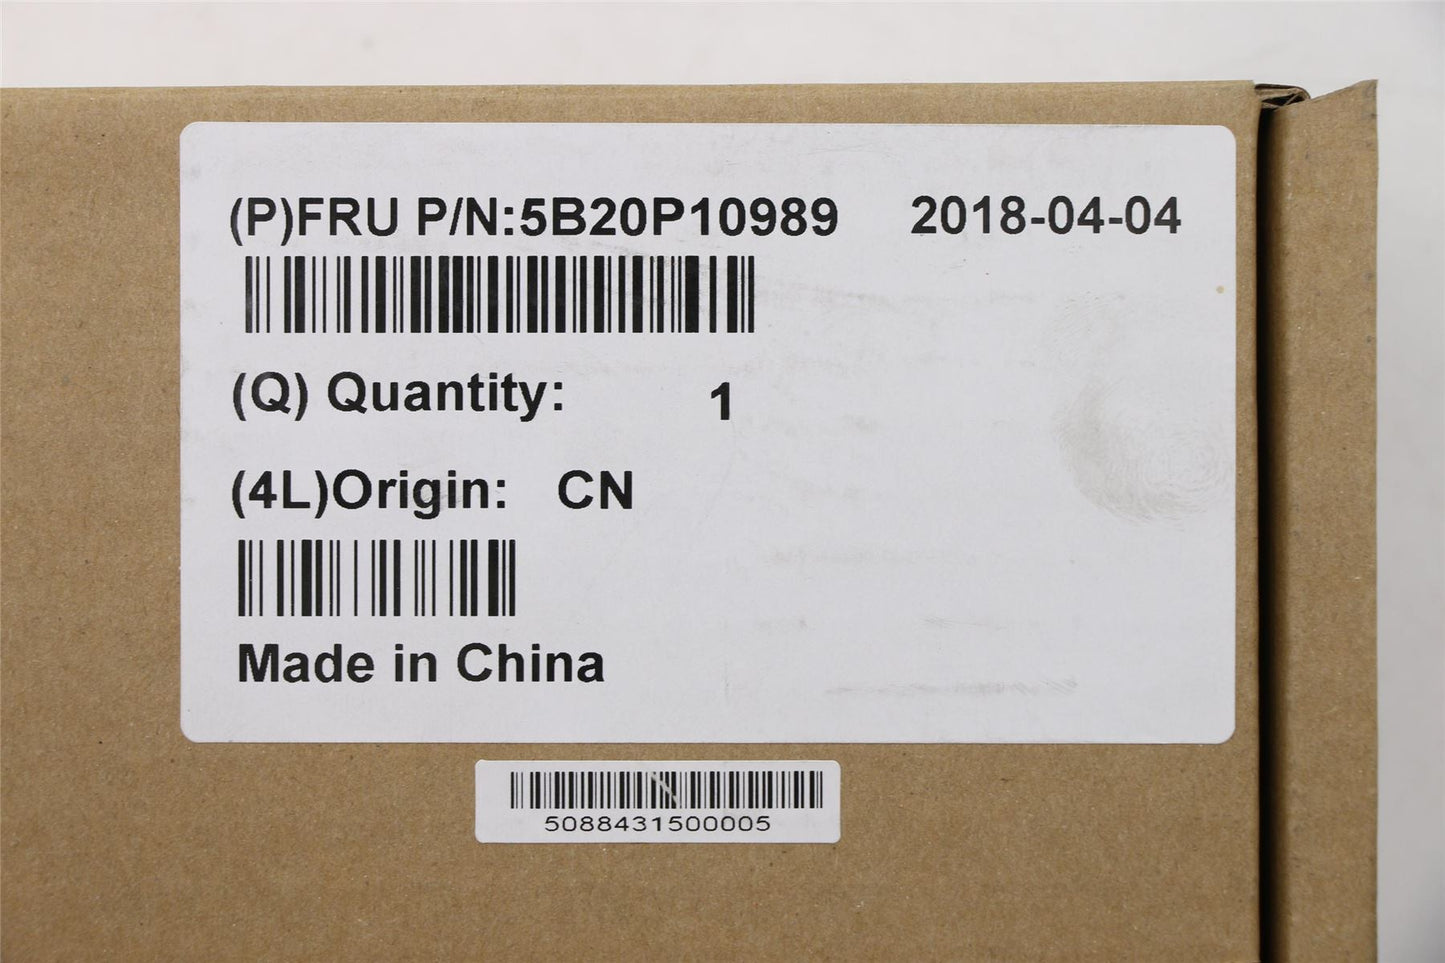 (P)FRU P/N:5B20P10989 2018-04-04
(Q) Quantity: 1
(4L)Origin: CN
Made in China
5088431500005